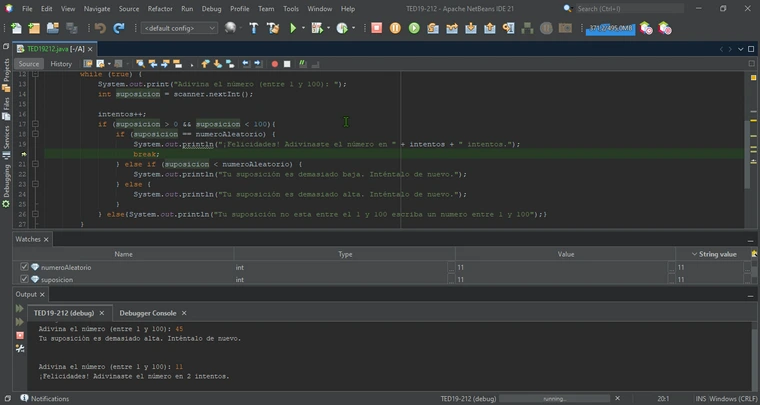 TED19-212 - Apache NetBeans IDE 21
File Edit View Navigate Source Refactor Run Debug Profile Team Tools Window Help
Search (Ctrl+I)
<default config>
371.2/495.0MB
TED19212.java [-/A]
Source History
12 while (true) {
13 System.out.print("Adivina el número (entre 1 y 100): ");
14 int suposicion = scanner.nextInt();
15
16 intentos++;
17 if (suposicion > 0 && suposicion < 100){
18 if (suposicion == numeroAleatorio) {
19 System.out.println("¡Felicidades! Adivinaste el número en " + intentos + " intentos.");
break;
21 } else if (suposicion < numeroAleatorio) {
22 System.out.println("Tu suposición es demasiado baja. Inténtalo de nuevo.");
23 } else {
24 System.out.println("Tu suposición es demasiado alta. Inténtalo de nuevo.");
25 }
26 } else{System.out.println("Tu suposición no esta entre el 1 y 100 escriba un numero entre 1 y 100");}
27 }
Projects
Files
Services
Debugging
Watches
Name Type Value String value
numeroAleatorio int 11 ... 11
suposicion int 11 ... 11
Output
TED19-212 (debug) Debugger Console
Adivina el número (entre 1 y 100): 45
Tu suposición es demasiado alta. Inténtalo de nuevo.
Adivina el número (entre 1 y 100): 11
¡Felicidades! Adivinaste el número en 2 intentos.
Notifications
TED19-212 (debug) running... 20:1 INS Windows (CRLF)